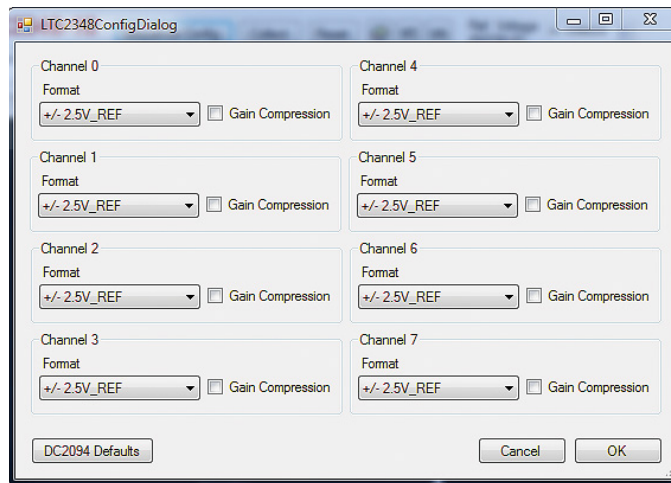 LTC2348ConfigDialog
Channel 0
Format
+/- 2.5V_REF
Gain Compression
Channel 1
Format
+/- 2.5V_REF
Gain Compression
Channel 2
Format
+/- 2.5V_REF
Gain Compression
Channel 3
Format
+/- 2.5V_REF
Gain Compression
Channel 4
Format
+/- 2.5V_REF
Gain Compression
Channel 5
Format
+/- 2.5V_REF
Gain Compression
Channel 6
Format
+/- 2.5V_REF
Gain Compression
Channel 7
Format
+/- 2.5V_REF
Gain Compression
DC2094 Defaults
Cancel
OK